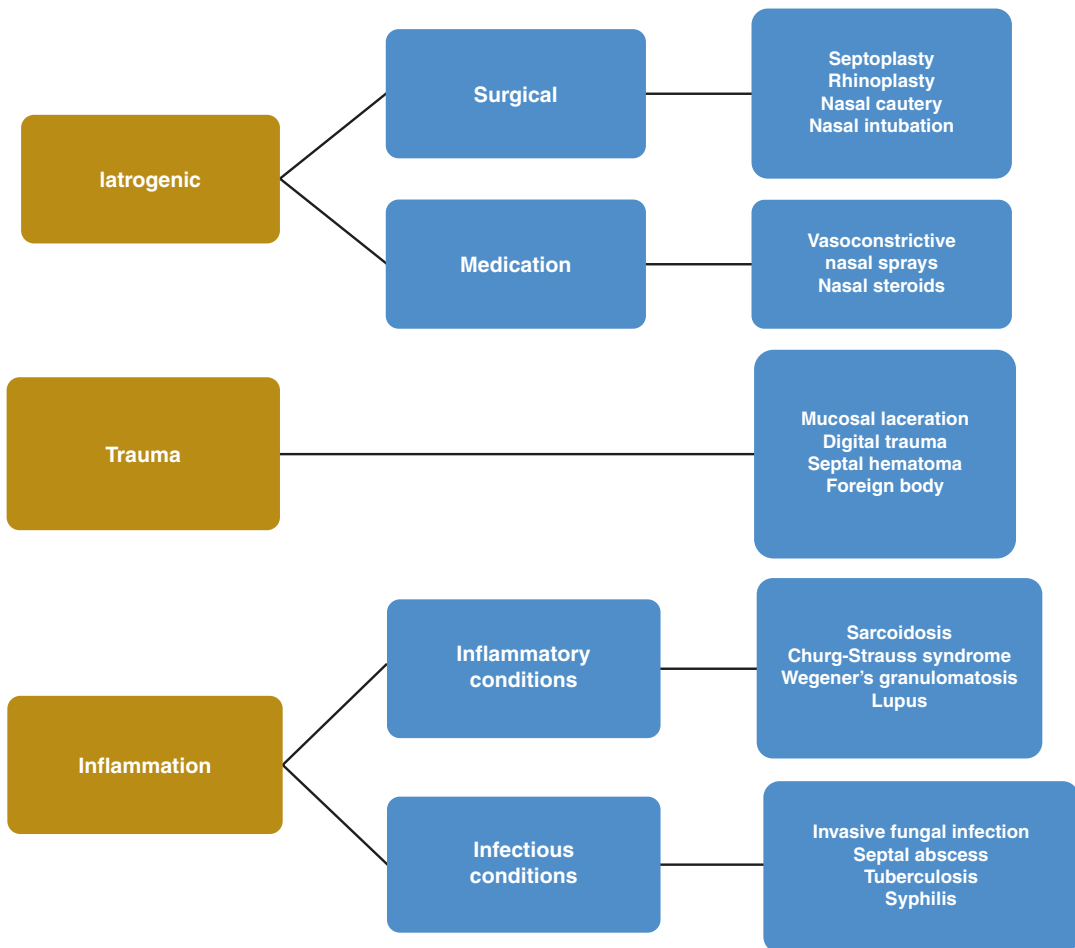 Iatrogenic
Surgical
Septoplasty
Rhinoplasty
Nasal cautery
Nasal intubation
Medication
Vasoconstrictive
nasal sprays
Nasal steroids
Trauma
Mucosal laceration
Digital trauma
Septal hematoma
Foreign body
Inflammation
Inflammatory
conditions
Sarcoidosis
Churg-Strauss syndrome
Wegener's granulomatosis
Lupus
Infectious
conditions
Invasive fungal infection
Septal abscess
Tuberculosis
Syphilis